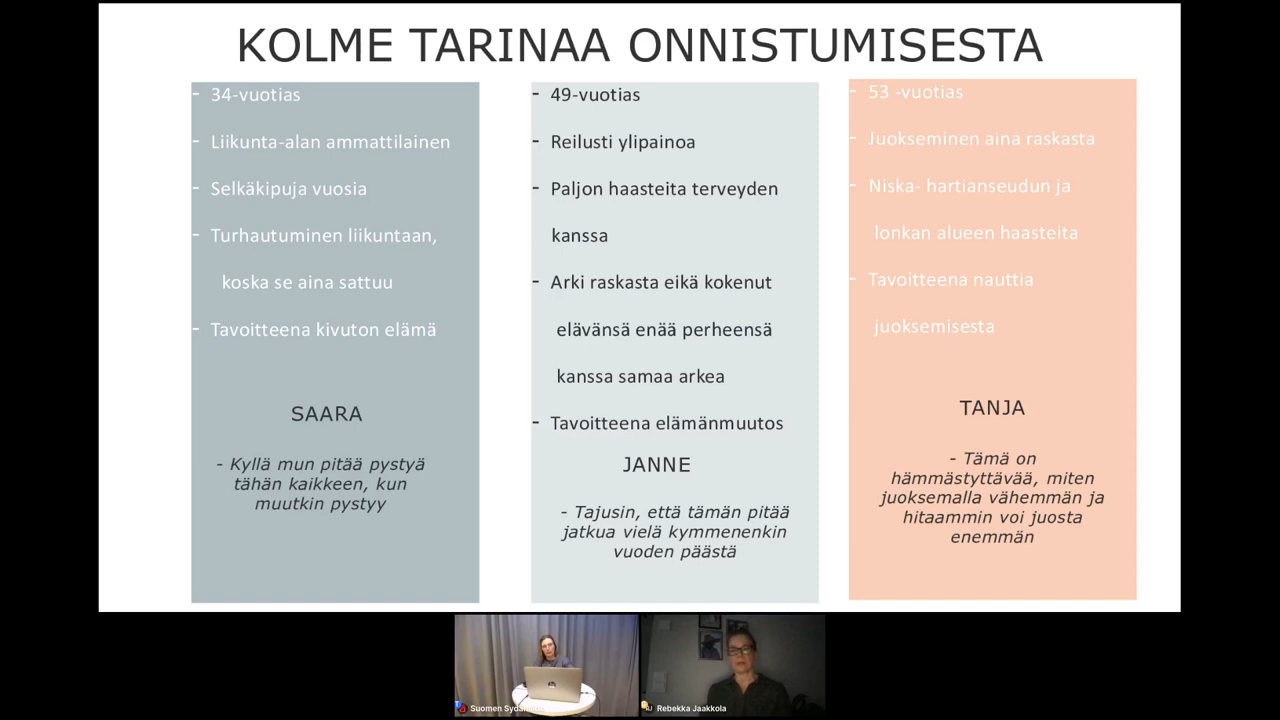 KOLME TARINAA ONNISTUMISESTA
- 34-vuotias
- Liikunta-alan ammattilainen
- Selkäkipuja vuosia
- Turhautuminen liikuntaan,
koska se aina sattuu
- Tavoitteena kivuton elämä
SAARA
- Kyllä mun pitää pystyä
tähän kaikkeen, kun
muutkin pystyy
- 49-vuotias
- Reilusti ylipainoa
- Paljon haasteita terveyden
kanssa
- Arki raskasta eikä kokenut
elävänsä enää perheensä
kanssa samaa arkea
- Tavoitteena elämänmuutos
JANNE
- Tajusin, että tämän pitää
jatkua vielä kymmenenkin
vuoden päästä
- 53 -vuotias
- Juokseminen aina raskasta
- Niska- hartianseudun ja
lonkan alueen haasteita
- Tavoitteena nauttia
juoksemisesta
TANJA
- Tämä on
hämmästyttävää, miten
juoksemalla vähemmän ja
hitaammin voi juosta
enemmän
Suomen
Rebekka Jaakkola